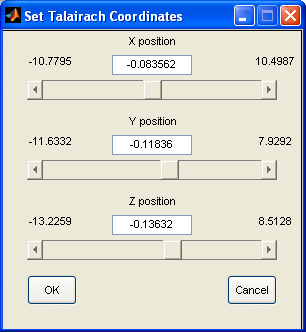 Set Talairach Coordinates
X position
-10.7795 -0.083562 10.4987
Y position
-11.6332 -0.11836 7.9292
Z position
-13.2259 -0.13632 8.5128
OK Cancel